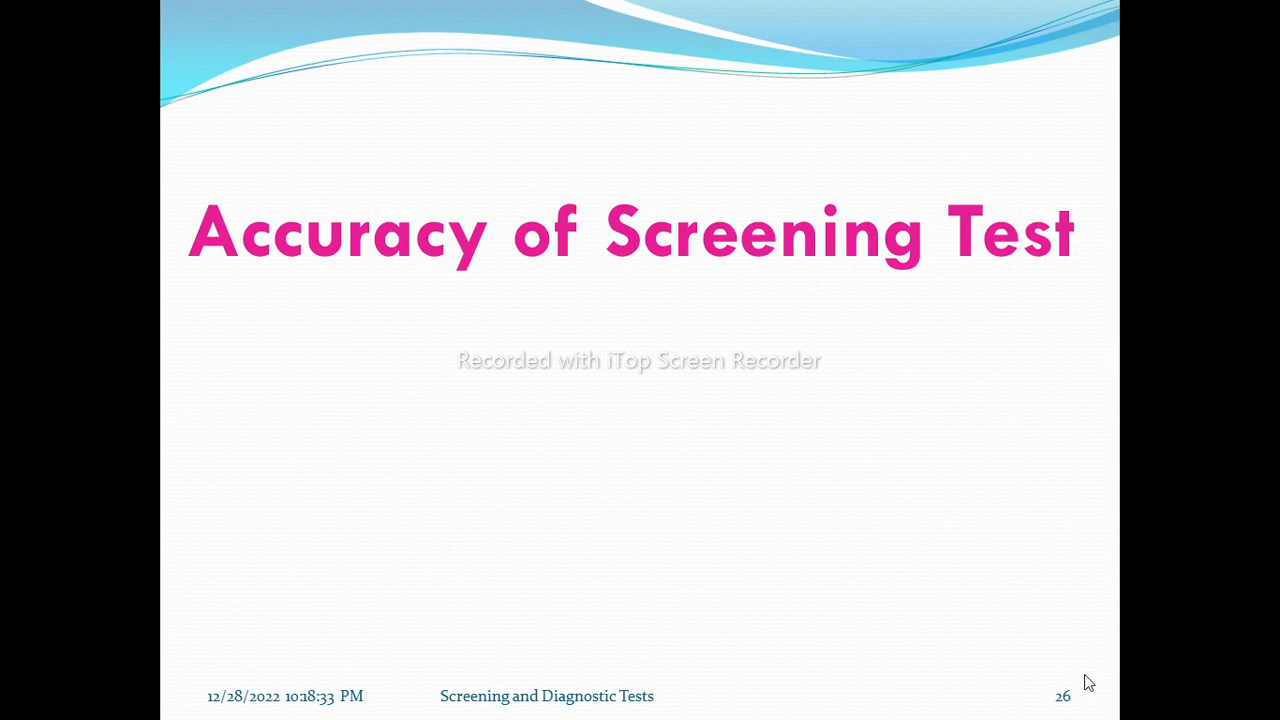 Accuracy of Screening Test
Recorded with iTop Screen Recorder
12/28/2022 10:18:33 PM
Screening and Diagnostic Tests
26